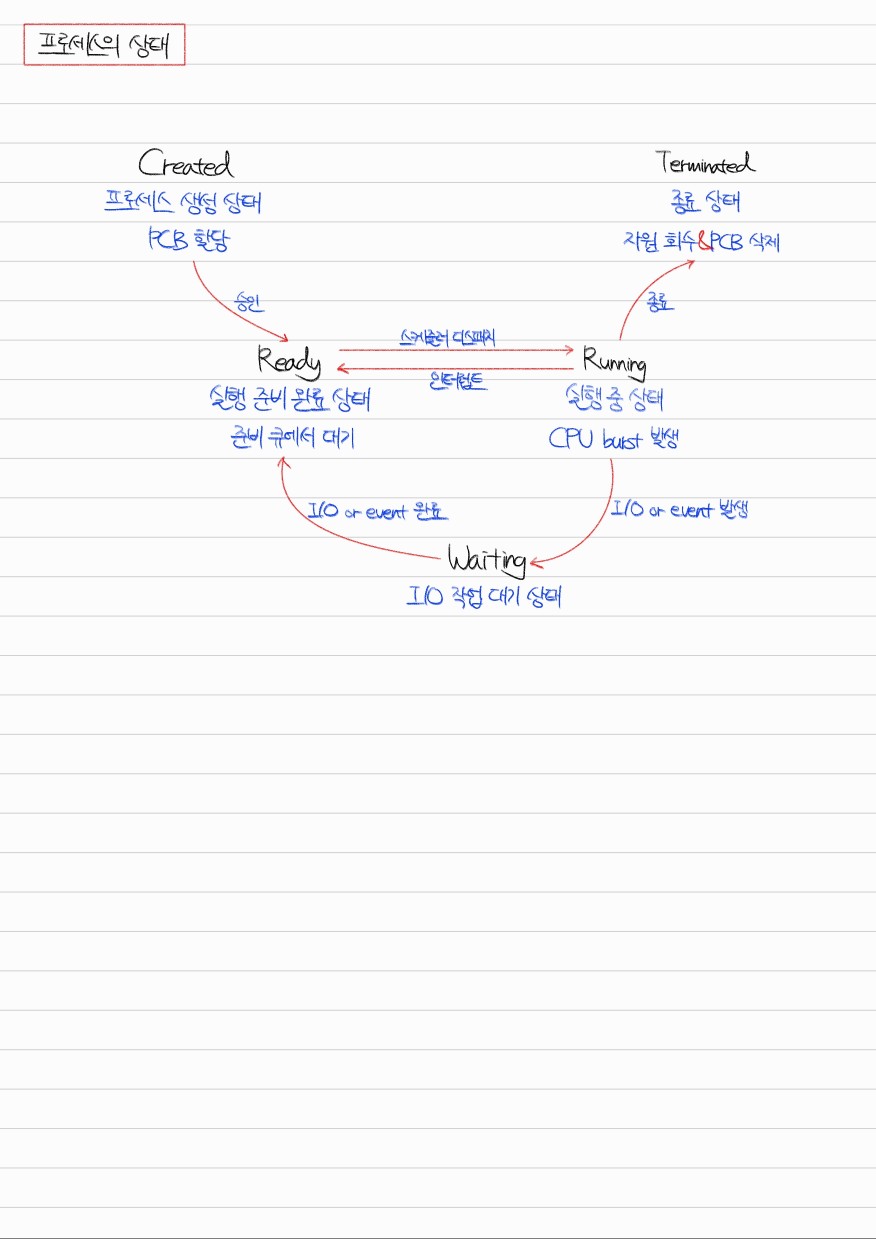 프로세스의 상태
Created
프로세스 생성 상태
PCB 할당
Terminated
종료 상태
자원 회수&PCB 삭제
승인
종료
스케줄러 디스패치
인터럽트
Ready
실행 준비 완료 상태
준비 큐에서 대기
Running
실행 중 상태
CPU burst 발생
I/O or event 완료
I/O or event 발생
Waiting
I/O 작업 대기 상태